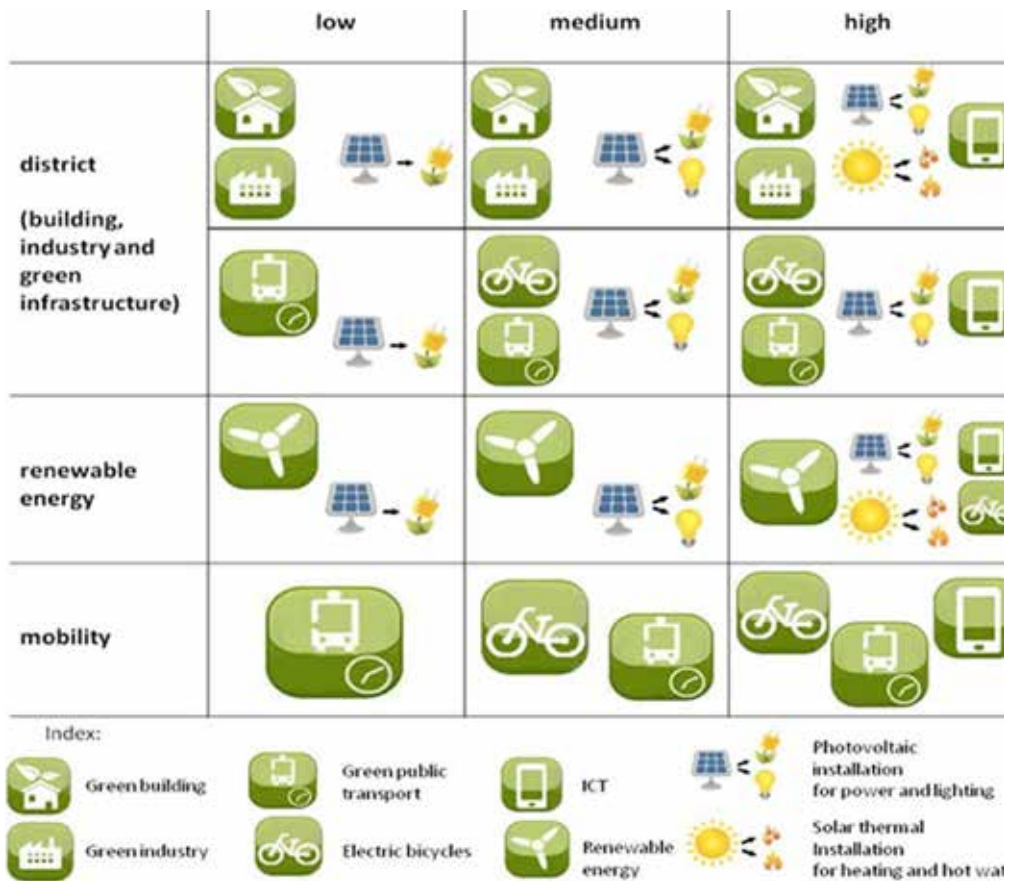 low medium high
district
(building,
industry and
green
infrastructure)
renewable
energy
mobility
Index:
Green building
Green public
transport
ICT
Photovoltaic
installation
for power and lighting
Green industry
Electric bicycles
Renewable
energy
Solar thermal
Installation
for heating and hot wat